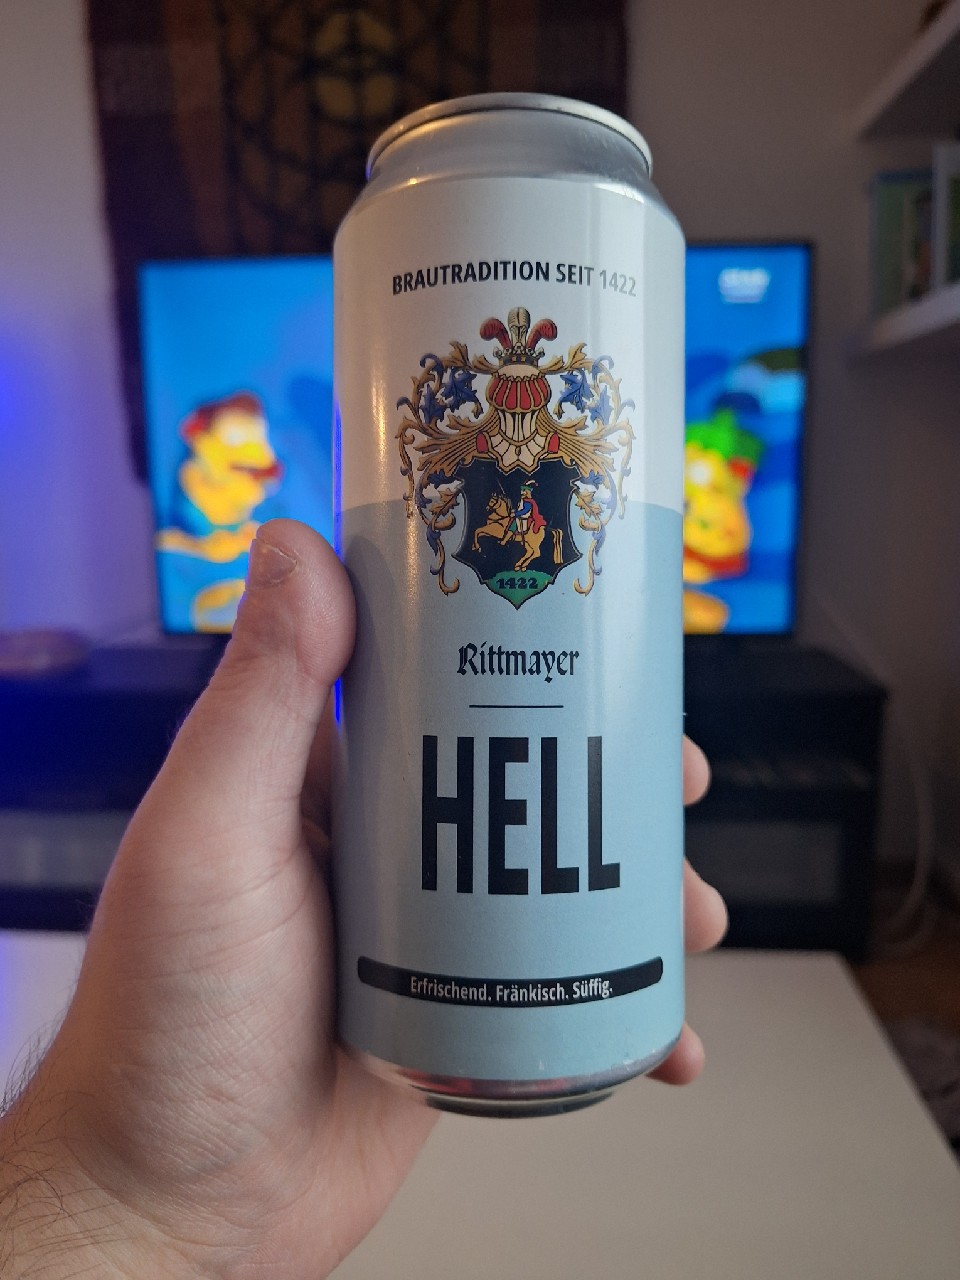 BRAUTRADITION SEIT 1422
1422
Rittmayer
HELL
Erfrischend. Fränkisch. Süffig.